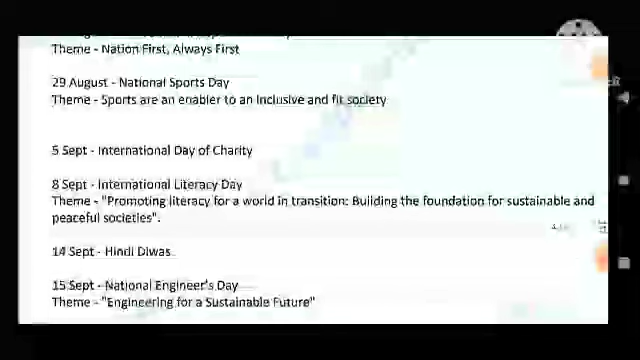 Theme - Nation First, Always First
29 August - National Sports Day
Theme - Sports are an enabler to an inclusive and fit society
5 Sept - International Day of Charity
8 Sept - International Literacy Day
Theme - "Promoting literacy for a world in transition: Building the foundation for sustainable and
peaceful societies".
14 Sept - Hindi Diwas
15 Sept - National Engineer's Day
Theme - "Engineering for a Sustainable Future"